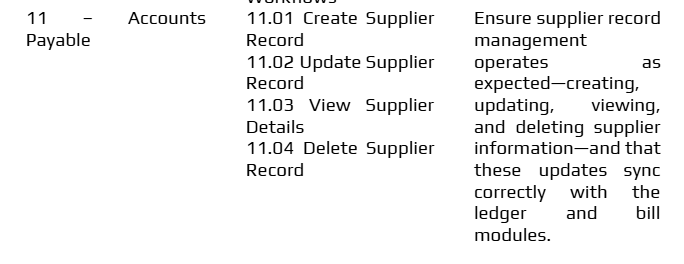 Workflows
11 – Accounts
Payable
11.01 Create Supplier
Record
11.02 Update Supplier
Record
11.03 View Supplier
Details
11.04 Delete Supplier
Record
Ensure supplier record
management
operates as
expected—creating,
updating, viewing,
and deleting supplier
information—and that
these updates sync
correctly with the
ledger and bill
modules.